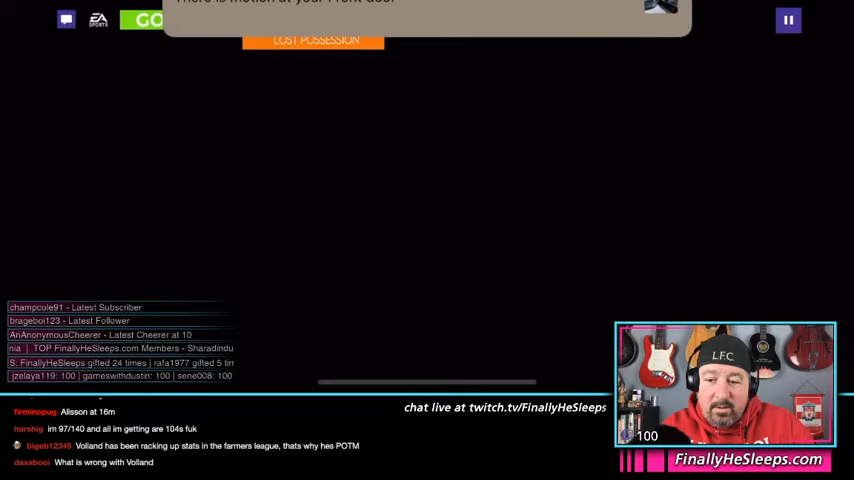 There is motion at your Front door
EA SPORTS
GO
LOST POSSESSION
champcole91 - Latest Subscriber
brageboi123 - Latest Follower
AnAnonymousCheerer - Latest Cheerer at 10
nia | TOP FinallyHeSleeps.com Members - Sharadindu
S: FinallyHeSleeps gifted 24 times | rafa1977 gifted 5 tim
jzelaya119: 100 | gameswithdustin: 100 | sene008: 100
L.F.C.
100
chat live at twitch.tv/FinallyHeSleeps
firminopug Alisson at 16m
harshig im 97/140 and all im getting are 104s fuk
bigeb12345 Volland has been racking up stats in the farmers league, thats why hes POTM
daxabooi What is wrong with Volland
FinallyHeSleeps.com